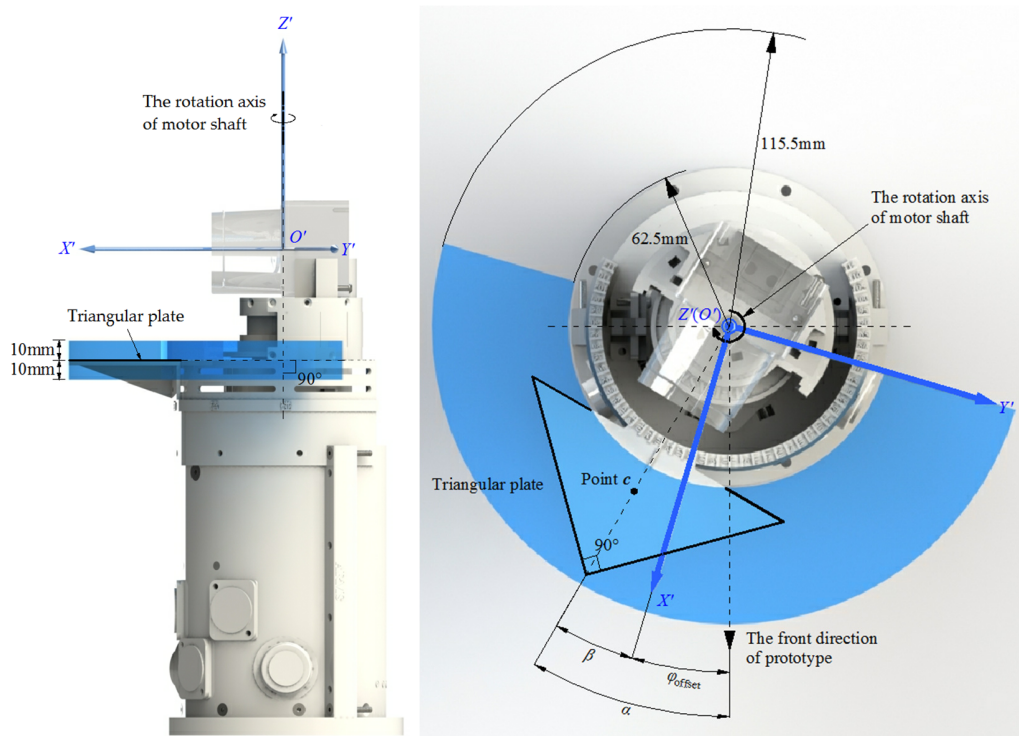 Z'
The rotation axis
of motor shaft
X'
O'
Y'
Triangular plate
10mm
10mm
90°
115.5mm
The rotation axis
of motor shaft
62.5mm
Z'(O')
Y'
Triangular plate
Point c
90°
X'
The front direction
of prototype
β
φoffset
α